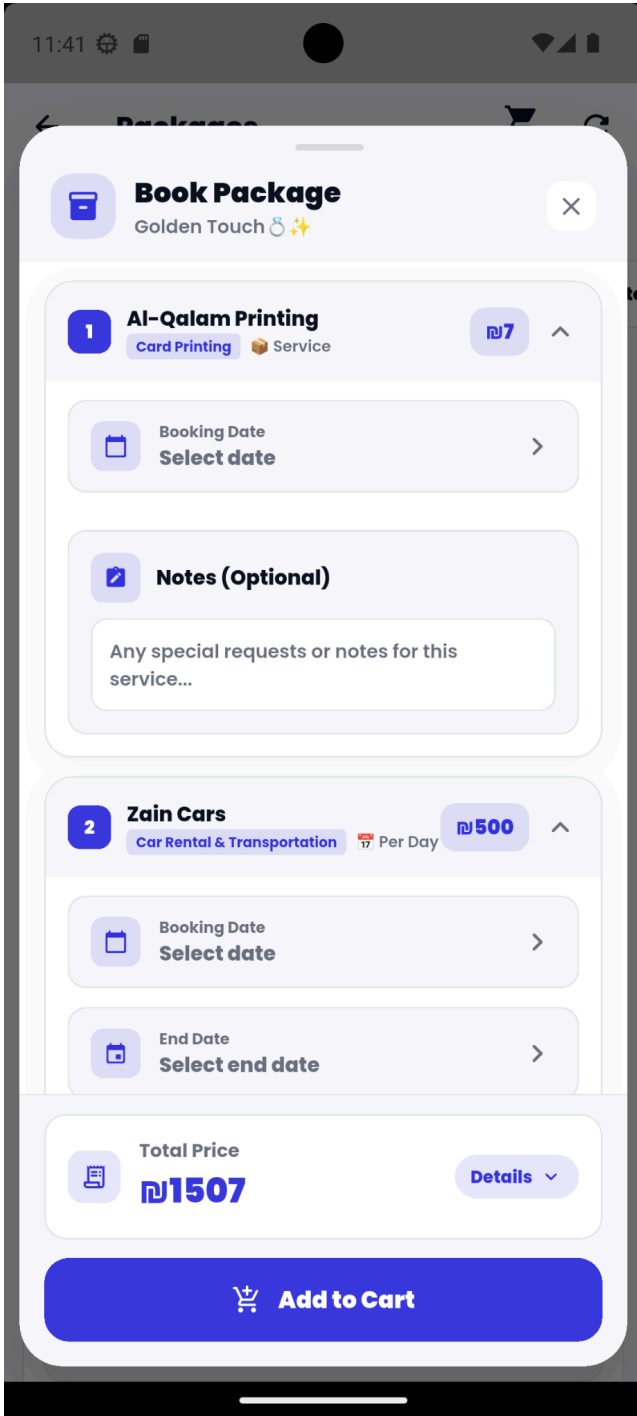 11:41
Packages
Book Package
Golden Touch💍✨
1
Al-Qalam Printing
Card Printing
📦 Service
₪7
Booking Date
Select date
Notes (Optional)
Any special requests or notes for this
service...
2
Zain Cars
Car Rental & Transportation
📅 Per Day
₪500
Booking Date
Select date
End Date
Select end date
Total Price
₪1507
Details
Add to Cart